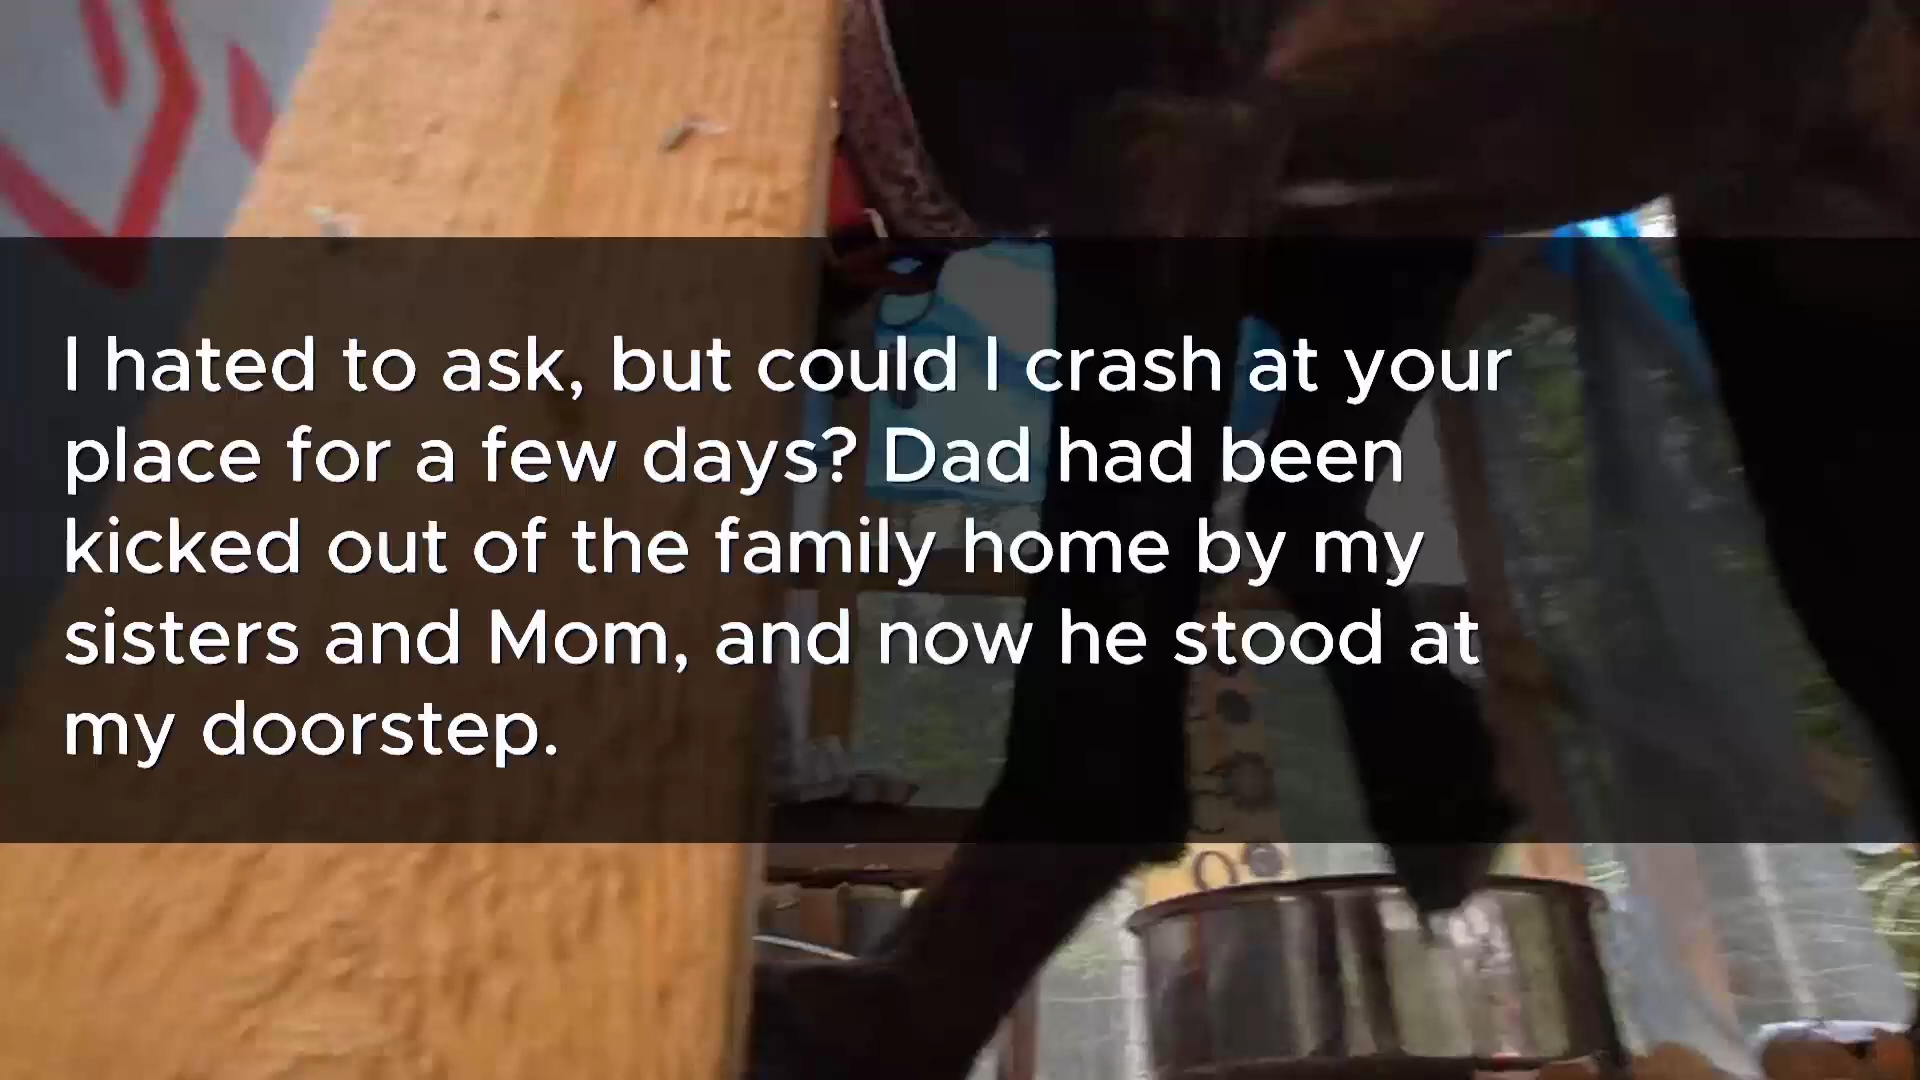 I hated to ask, but could I crash at your
place for a few days? Dad had been
kicked out of the family home by my
sisters and Mom, and now he stood at
my doorstep.